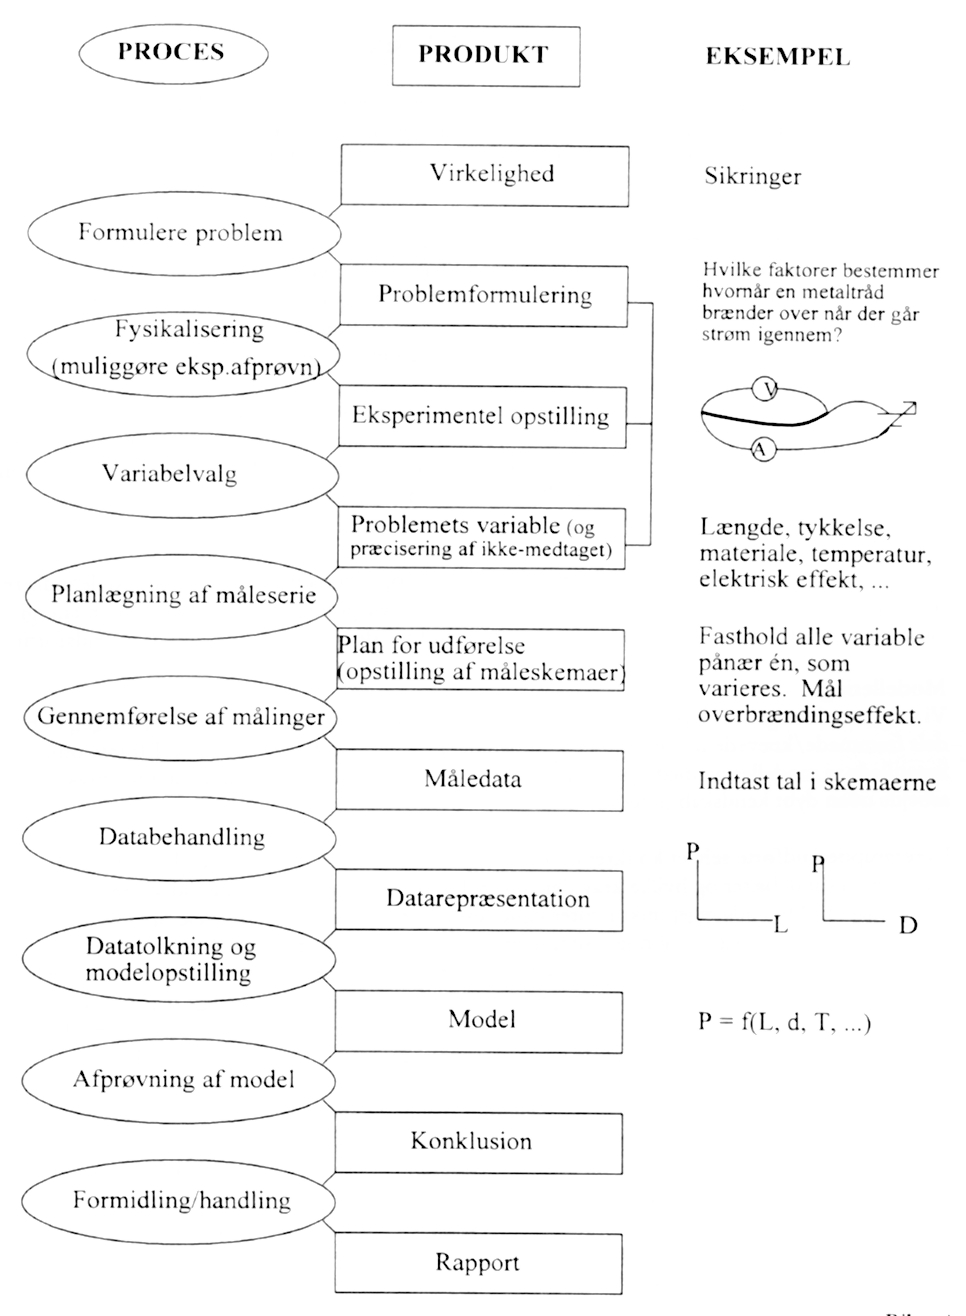 PROCES
PRODUKT
EKSEMPEL
Virkelighed
Sikringer
Formulere problem
Problemformulering
Hvilke faktorer bestemmer
hvornår en metaltråd
brænder over når der går
strøm igennem?
Fysikalisering
(muliggøre eksp.afprøvn)
Eksperimentel opstilling
V
A
Variabelvalg
Problemets variable (og
præcisering af ikke-medtaget)
Længde, tykkelse,
materiale, temperatur,
elektrisk effekt, ...
Planlægning af måleserie
Plan for udførelse
(opstilling af måleskemaer)
Fasthold alle variable
pånær én, som
varieres. Mål
overbrændingseffekt.
Gennemførelse af målinger
Måledata
Indtast tal i skemaerne
Databehandling
Datarepræsentation
P
L
P
D
Datatolkning og
modelopstilling
Model
P = f(L, d, T, ...)
Afprøvning af model
Konklusion
Formidling/handling
Rapport